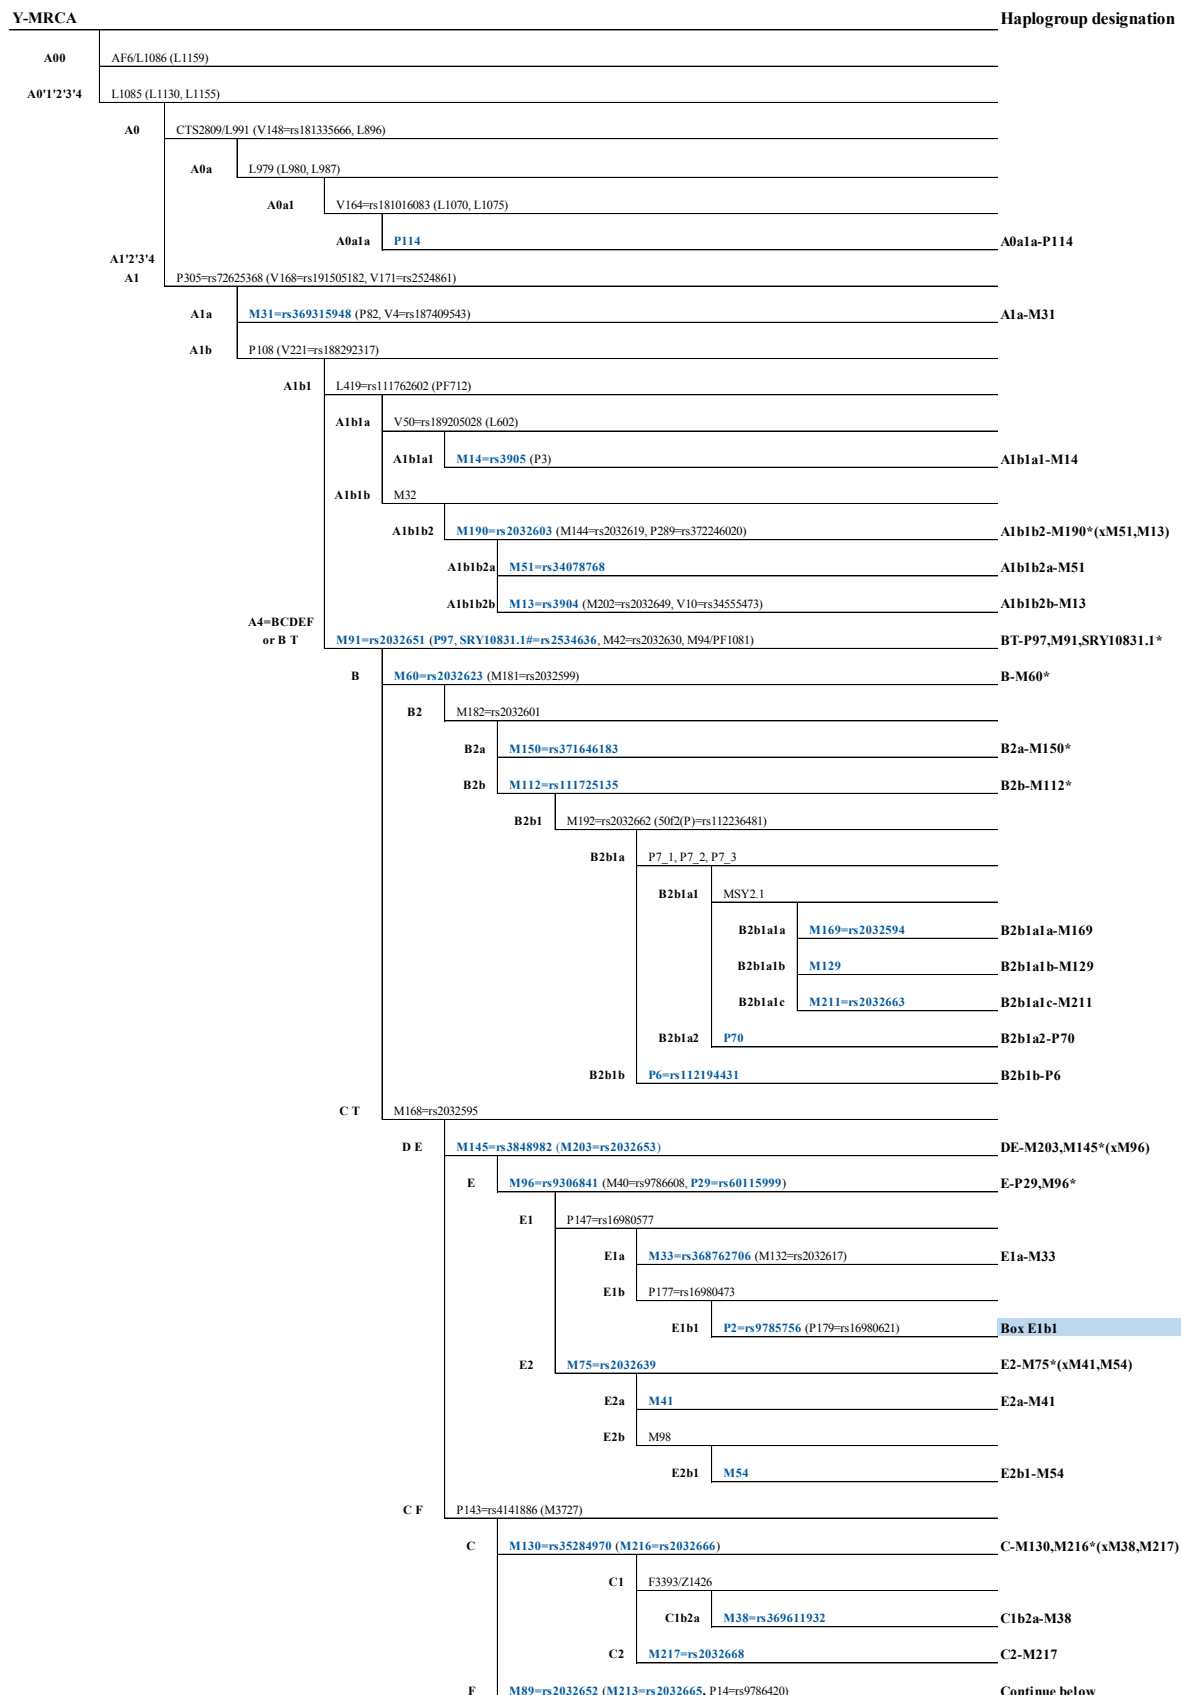 Y-MRCA Haplogroup designation
A00 AF6/L1086 (L1159)
A0'1'2'3'4 L1085 (L1130, L1155)
A0 CTS2809/L991 (V148=rs181335666, L896)
A0a L979 (L980, L987)
A0a1 V164=rs181016083 (L1070, L1075)
A0a1a P114 A0a1a-P114
A1'2'3'4
A1 P305=rs72625368 (V168=rs191505182, V171=rs2524861)
A1a M31=rs369315948 (P82, V4=rs187409543) A1a-M31
A1b P108 (V221=rs188292317)
A1b1 L419=rs111762602 (PF712)
A1b1a V50=rs189205028 (L602)
A1b1a1 M14=rs3905 (P3) A1b1a1-M14
A1b1b M32
A1b1b2 M190=rs2032603 (M144=rs2032619, P289=rs372246020) A1b1b2-M190*(xM51,M13)
A1b1b2a M51=rs34078768 A1b1b2a-M51
A1b1b2b M13=rs3904 (M202=rs2032649, V10=rs34555473) A1b1b2b-M13
A4=BCDEF
or B T M91=rs2032651 (P97, SRY10831.1#=rs2534636, M42=rs2032630, M94/PF1081) BT-P97,M91,SRY10831.1*
B M60=rs2032623 (M181=rs2032599) B-M60*
B2 M182=rs2032601
B2a M150=rs371646183 B2a-M150*
B2b M112=rs111725135 B2b-M112*
B2b1 M192=rs2032662 (50f2(P)=rs112236481)
B2b1a P7_1, P7_2, P7_3
B2b1a1 MSY2.1
B2b1a1a M169=rs2032594 B2b1a1a-M169
B2b1a1b M129 B2b1a1b-M129
B2b1a1c M211=rs2032663 B2b1a1c-M211
B2b1a2 P70 B2b1a2-P70
B2b1b P6=rs112194431 B2b1b-P6
C T M168=rs2032595
D E M145=rs3848982 (M203=rs2032653) DE-M203,M145*(xM96)
E M96=rs9306841 (M40=rs9786608, P29=rs60115999) E-P29,M96*
E1 P147=rs16980577
E1a M33=rs368762706 (M132=rs2032617) E1a-M33
E1b P177=rs16980473
E1b1 P2=rs9785756 (P179=rs16980621) Box E1b1
E2 M75=rs2032639 E2-M75*(xM41,M54)
E2a M41 E2a-M41
E2b M98
E2b1 M54 E2b1-M54
C F P143=rs4141886 (M3727)
C M130=rs35284970 (M216=rs2032666) C-M130,M216*(xM38,M217)
C1 F3393/Z1426
C1b2a M38=rs369611932 C1b2a-M38
C2 M217=rs2032668 C2-M217
F M89=rs2032652 (M213=rs2032665, P14=rs9786420) Continue below